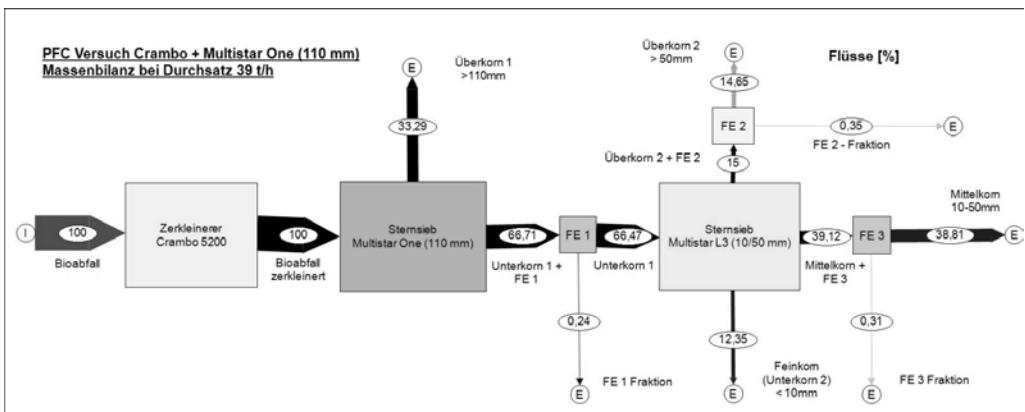 PFC Versuch Crambo + Multistar One (110 mm)
Massenbilanz bei Durchsatz 39 t/h
Flüsse [%]
E
Überkorn 1
>110mm
33,29
Überkorn 2
> 50mm
E
14,65
FE 2
0,35
E
FE 2 - Fraktion
Überkorn 2 + FE 2
15
I
100
Bioabfall
Zerkleinerer
Crambo 5200
100
Bioabfall
zerkleinert
Sternsieb
Multistar One (110 mm)
66,71
Unterkorn 1 +
FE 1
FE 1
66,47
Unterkorn 1
Sternsieb
Multistar L3 (10/50 mm)
39,12
Mittelkorn +
FE 3
FE 3
38,81
Mittelkorn
10-50mm
E
0,24
E
FE 1 Fraktion
12,35
E
Feinkorn
(Unterkorn 2)
< 10mm
0,31
E
FE 3 Fraktion